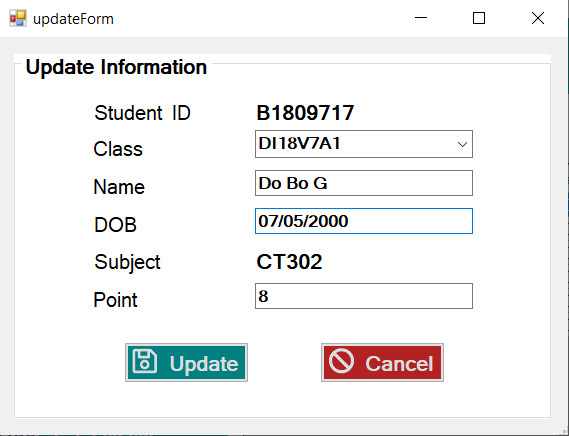 updateForm
Update Information
Student ID B1809717
Class DI18V7A1
Name Do Bo G
DOB 07/05/2000
Subject CT302
Point 8
Update Cancel